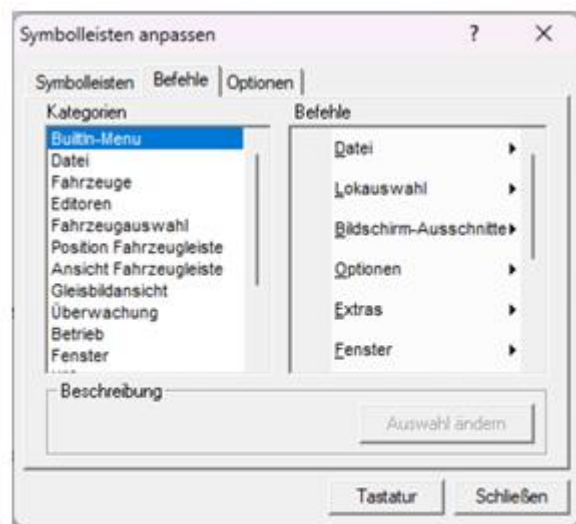 Symbolleisten anpassen
Symbolleisten Befehle Optionen
Kategorien
BuiltIn-Menu
Datei
Fahrzeuge
Editoren
Fahrzeugauswahl
Position Fahrzeugleiste
Ansicht Fahrzeugleiste
Gleisbildansicht
Überwachung
Betrieb
Fenster
Befehle
Datei
Lokauswahl
Bildschirm-Ausschnitte
Optionen
Extras
Fenster
Beschreibung
Auswahl ändern
Tastatur Schließen